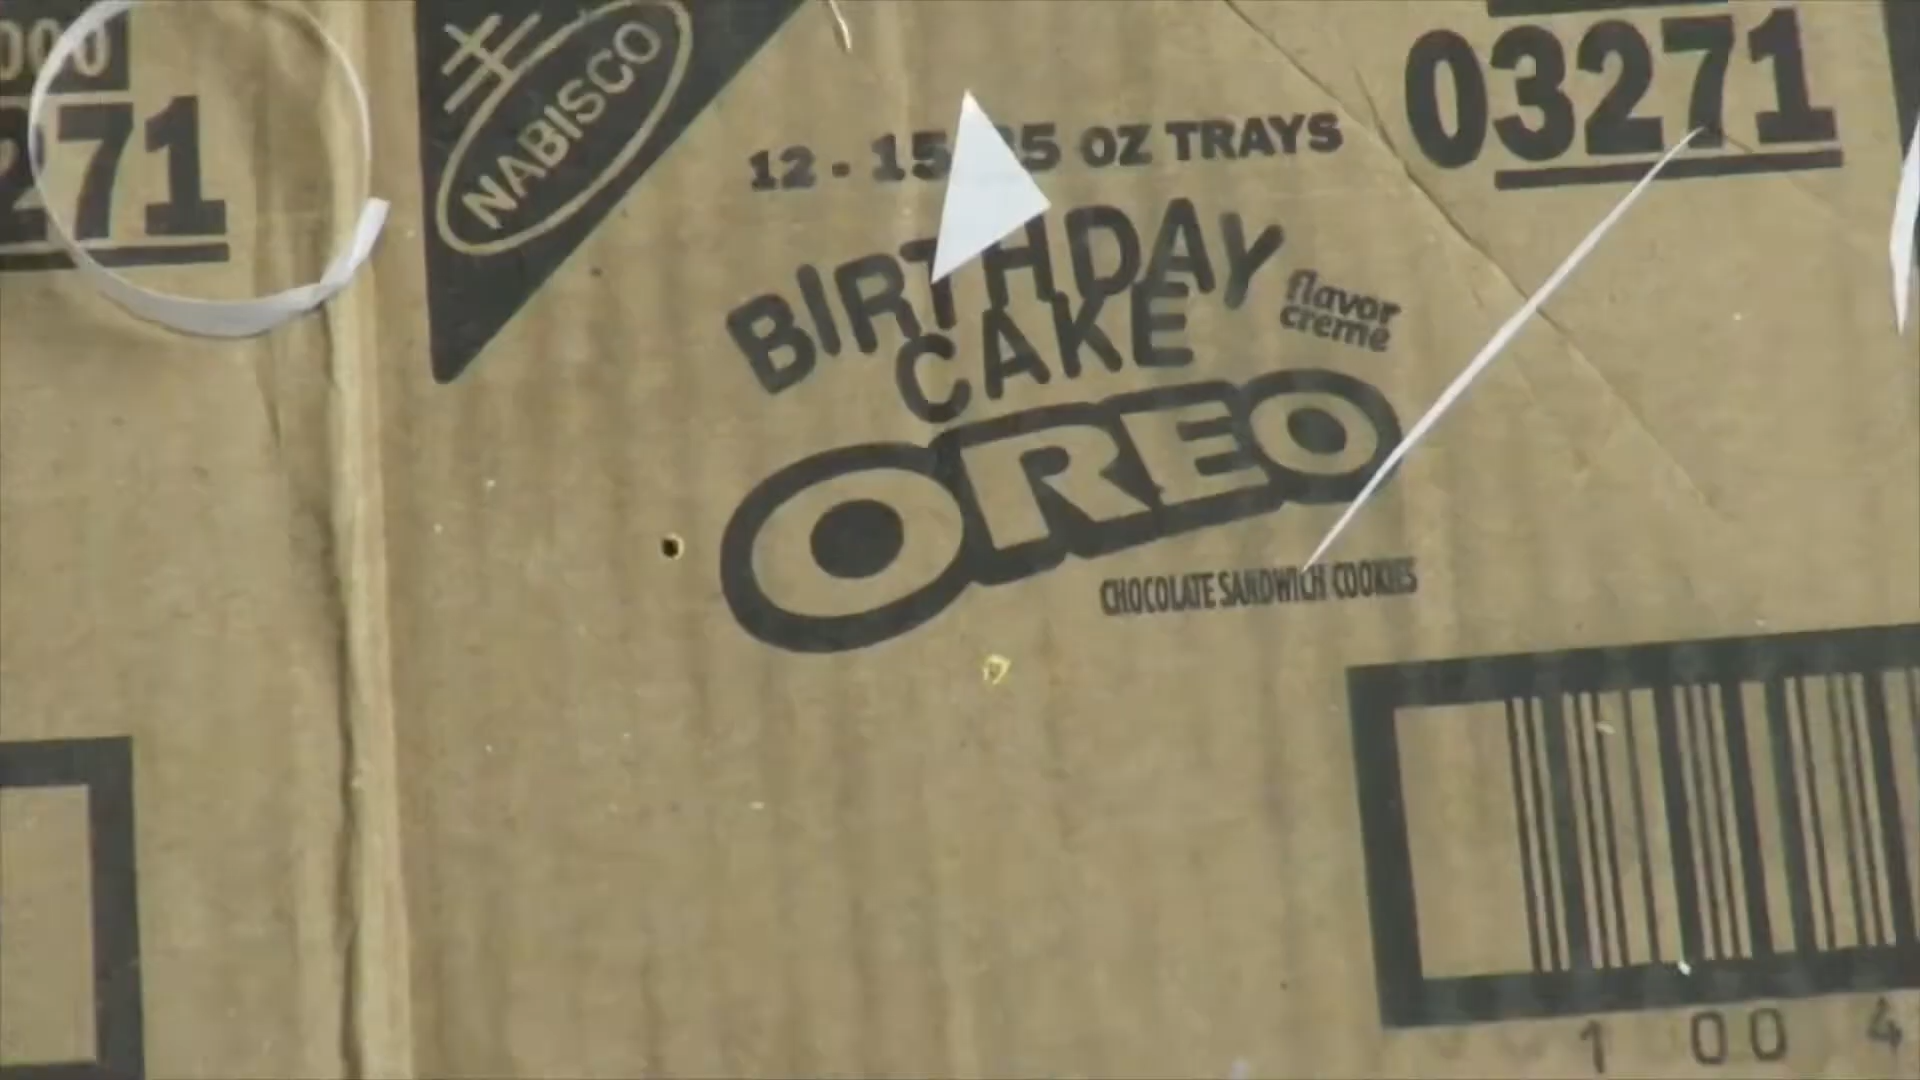 000
271
NABISCO
03271
12 - 15 25 OZ TRAYS
BIRTHDAY
CAKE
flavor
creme
OREO
CHOCOLATE SANDWICH COOKIES
1 00 4